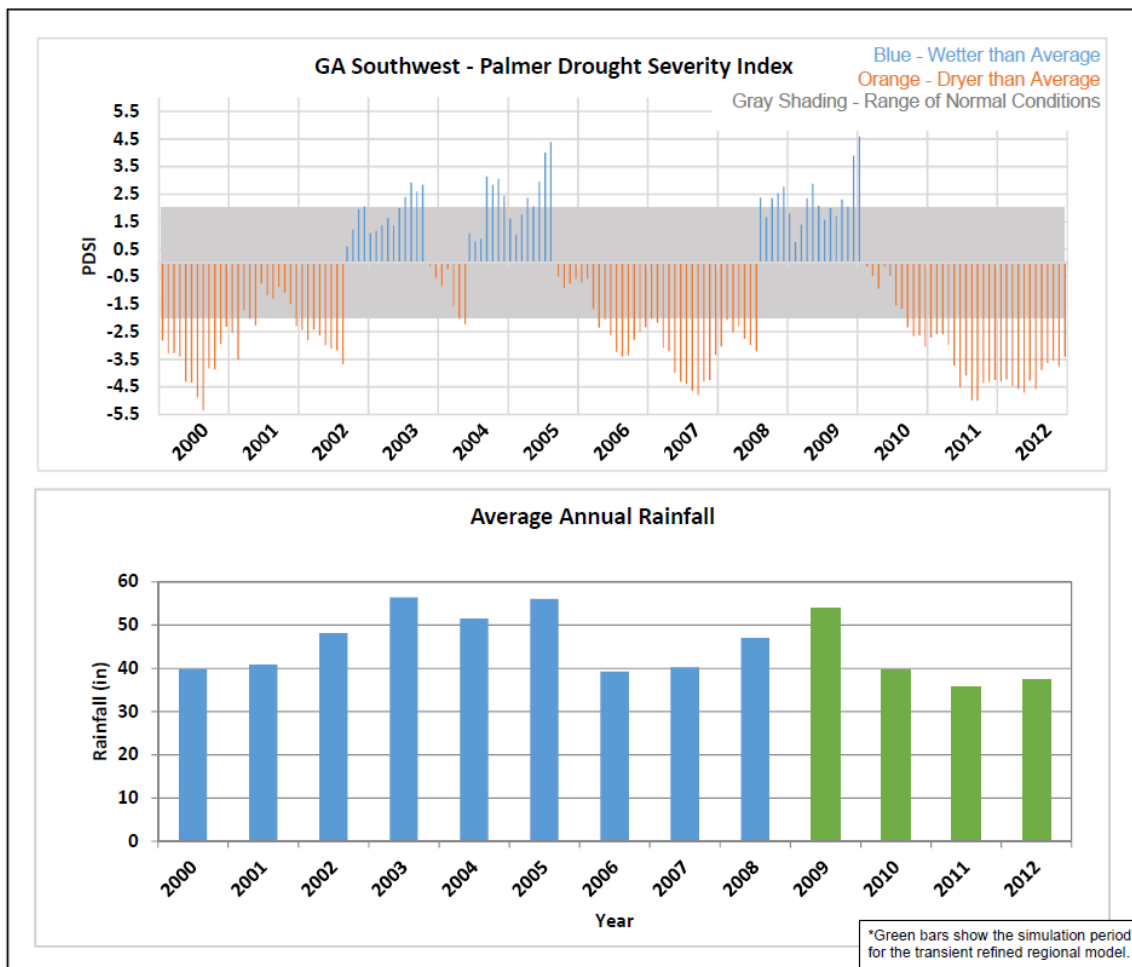 GA Southwest - Palmer Drought Severity Index
Blue - Wetter than Average
Orange - Dryer than Average
Gray Shading - Range of Normal Conditions
5.5
4.5
3.5
2.5
1.5
0.5
-0.5
-1.5
-2.5
-3.5
-4.5
-5.5
PDSI
2000 2001 2002 2003 2004 2005 2006 2007 2008 2009 2010 2011 2012
Average Annual Rainfall
60
50
40
30
20
10
0
Rainfall (in)
2000 2001 2002 2003 2004 2005 2006 2007 2008 2009 2010 2011 2012
Year
*Green bars show the simulation period
for the transient refined regional model.